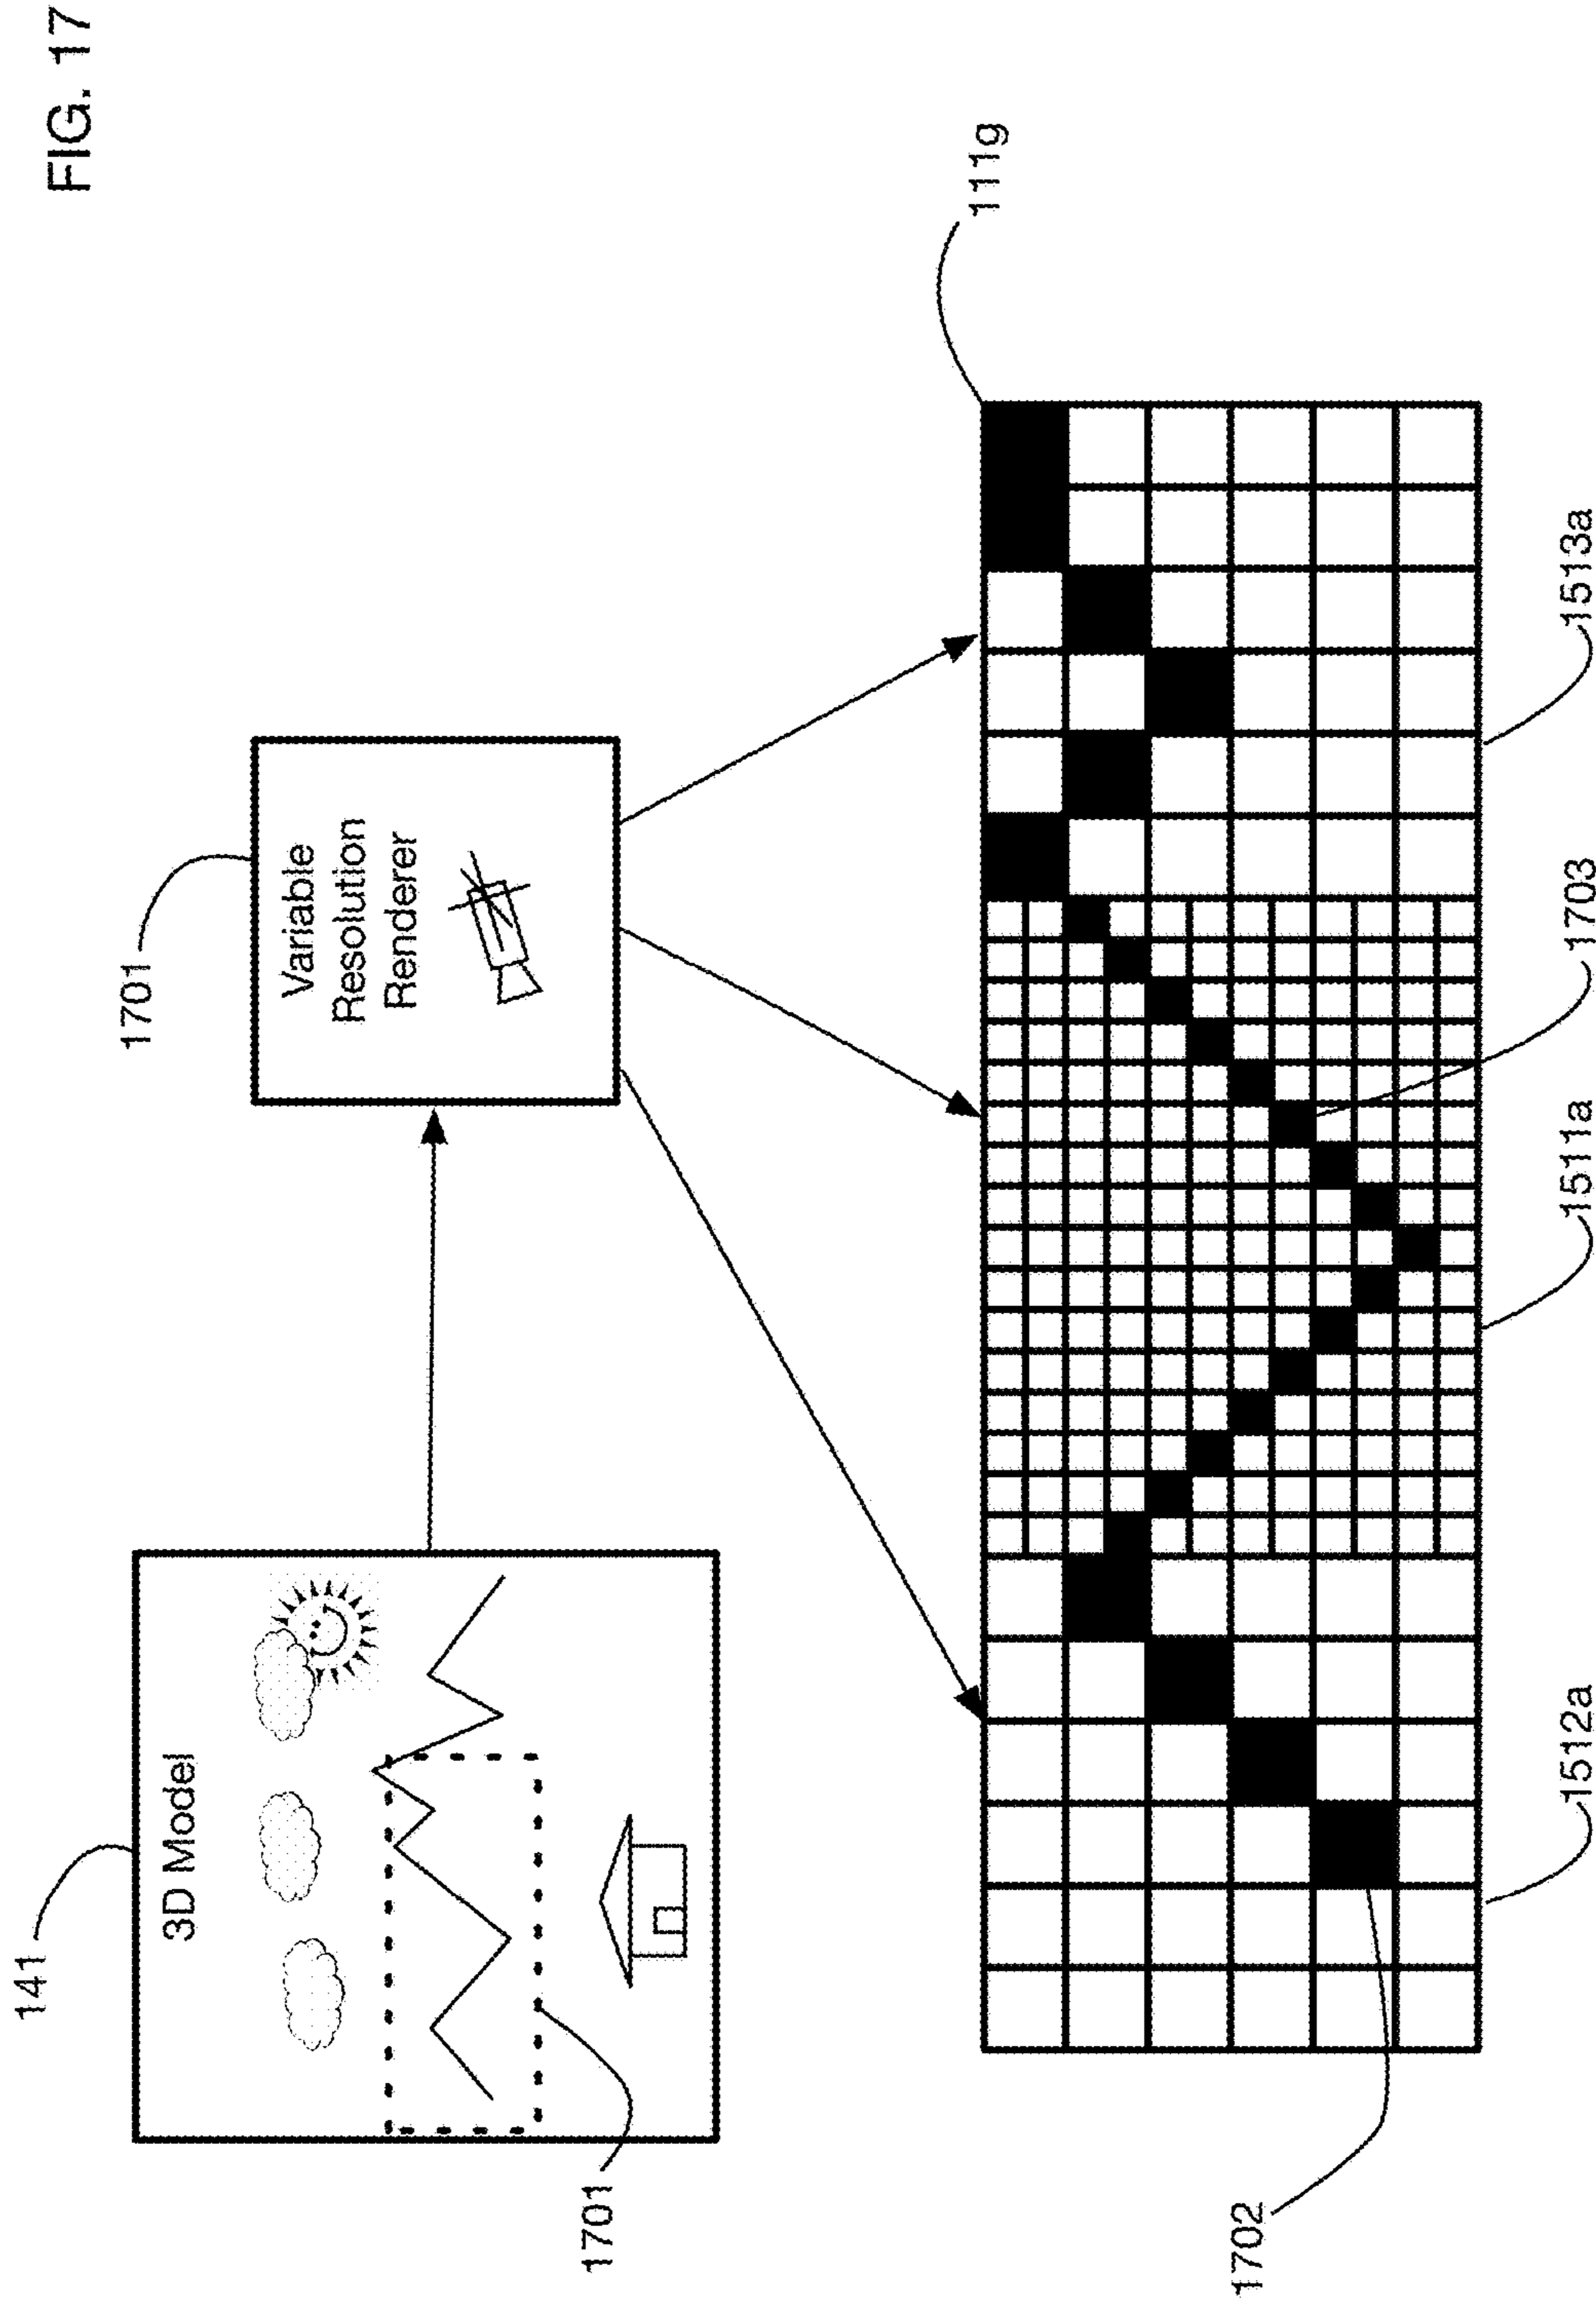 FIG. 17
141
3D Model
1701
1701
Variable
Resolution
Renderer
111g
1702
1512a
1511a
1703
1513a